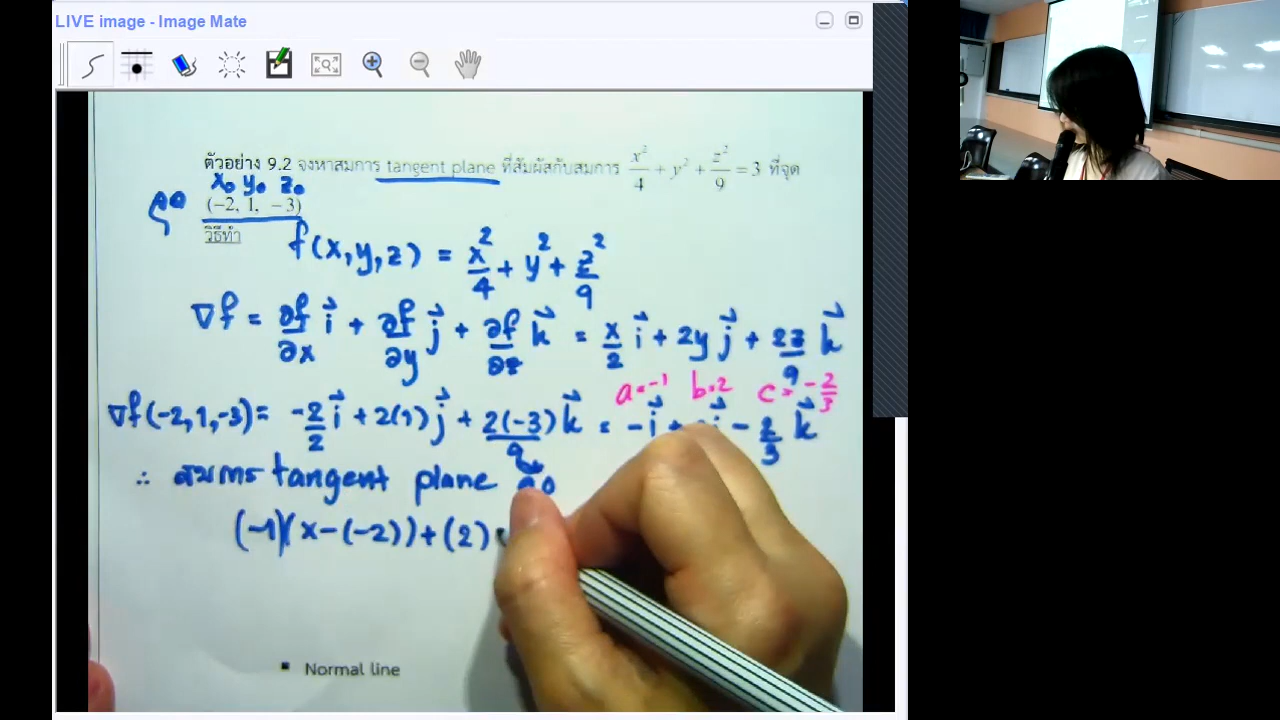 LIVE image - Image Mate
ตัวอย่าง 9.2 จงหาสมการ tangent plane ที่สัมผัสกับสมการ x²/4 + y² + z²/9 = 3 ที่จุด
x₀ y₀ z₀
(−2, 1, −3)
วิธีทำ
f(x,y,z) = x²/4 + y² + z²/9
∇f = ∂f/∂x i⃗ + ∂f/∂y j⃗ + ∂f/∂z k⃗ = x/2 i⃗ + 2y j⃗ + 2z/9 k⃗
a = -1 b = 2 c = -2/3
∇f(-2,1,-3) = -2/2 i⃗ + 2(1) j⃗ + 2(-3)/9 k⃗ = -i⃗ + j⃗ - 2/3 k⃗
∴ สมการ tangent plane
(-1)(x-(-2)) + (2)
▪ Normal line